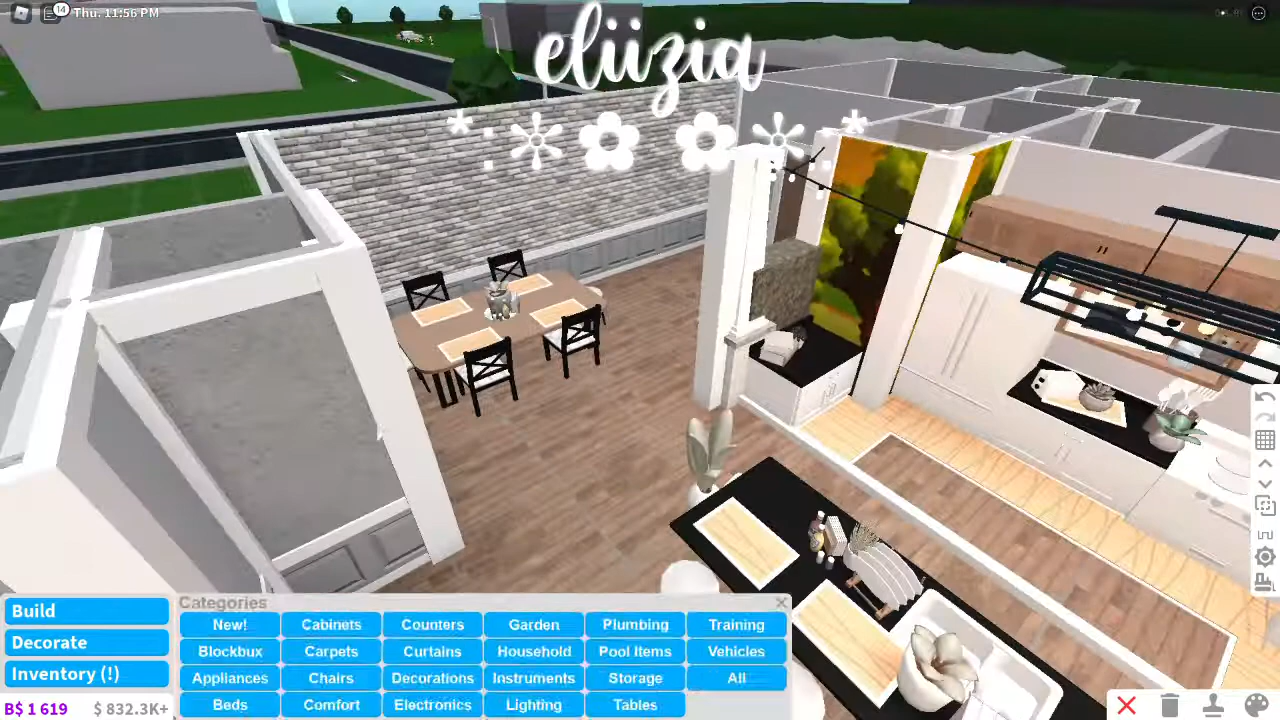 14 Thu. 11:56 PM
eliizia
Build
Decorate
Inventory (!)
B$ 1 619 $ 832.3K+
Categories
New! Cabinets Counters Garden Plumbing Training
Blockbux Carpets Curtains Household Pool Items Vehicles
Appliances Chairs Decorations Instruments Storage All
Beds Comfort Electronics Lighting Tables